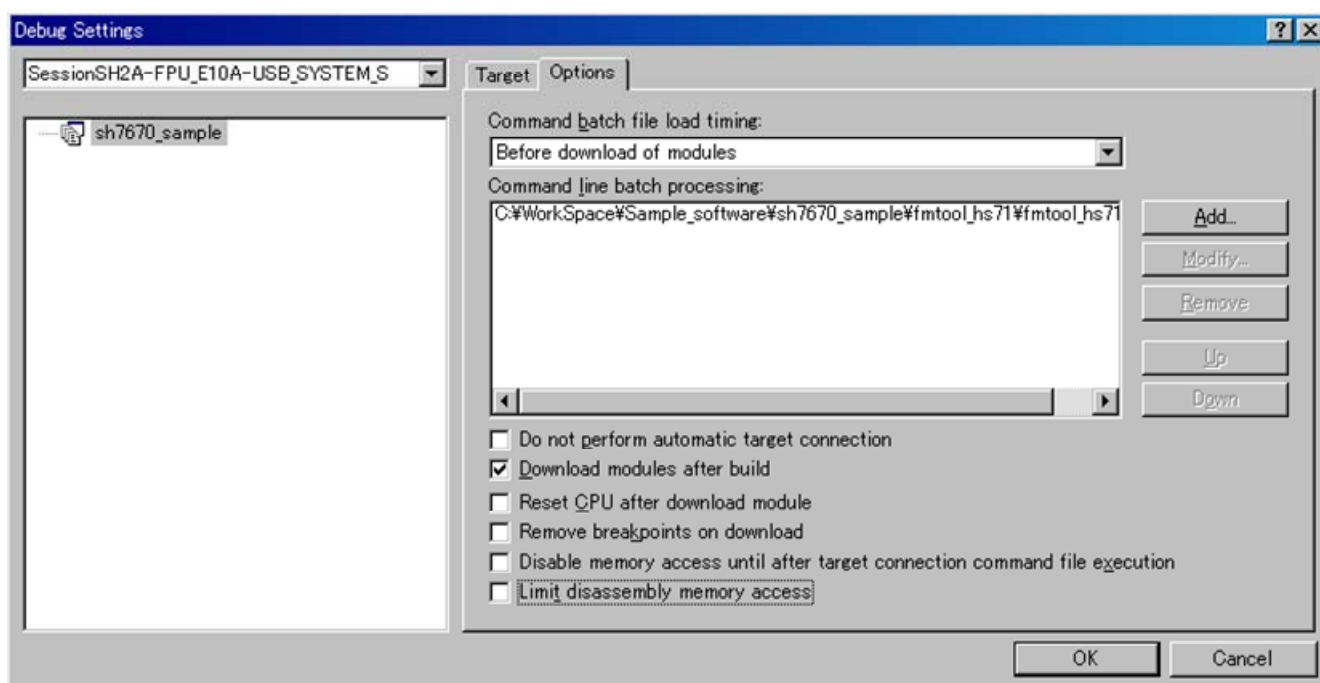 Debug Settings
SessionSH2A-FPU_E10A-USB_SYSTEM_S
sh7670_sample
Target
Options
Command batch file load timing:
Before download of modules
Command line batch processing:
C:¥WorkSpace¥Sample_software¥sh7670_sample¥fmtool_hs71¥fmtool_hs71
Add...
Modify...
Remove
Up
Down
Do not perform automatic target connection
Download modules after build
Reset CPU after download module
Remove breakpoints on download
Disable memory access until after target connection command file execution
Limit disassembly memory access
OK
Cancel